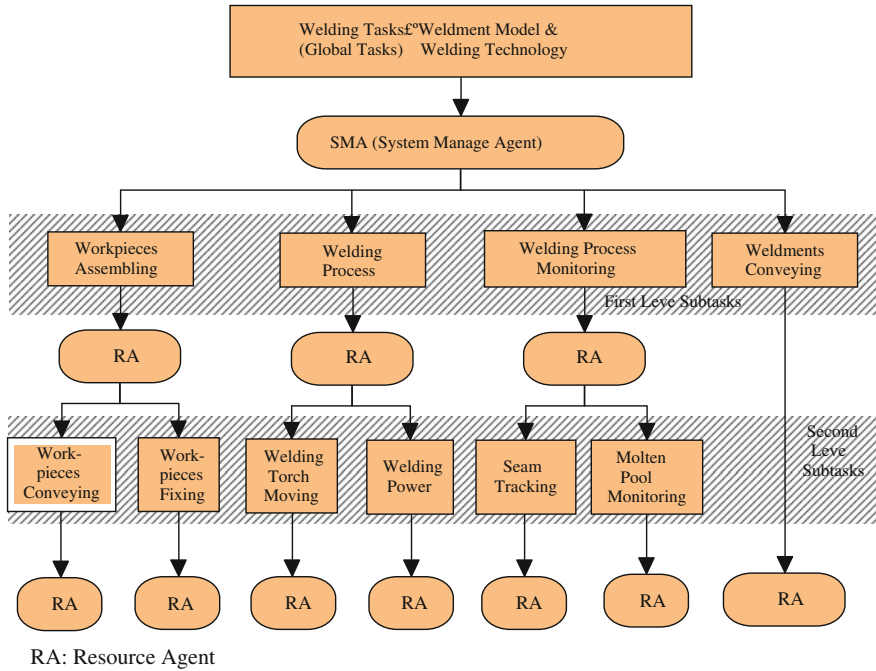 Welding Tasks£ºWeldment Model &
(Global Tasks) Welding Technology
SMA (System Manage Agent)
Workpieces
Assembling
Welding
Process
Welding Process
Monitoring
Weldments
Conveying
First Leve Subtasks
RA
RA
RA
Work-
pieces
Conveying
Work-
pieces
Fixing
Welding
Torch
Moving
Welding
Power
Seam
Tracking
Molten
Pool
Monitoring
Second
Leve
Subtasks
RA
RA
RA
RA
RA
RA
RA
RA: Resource Agent